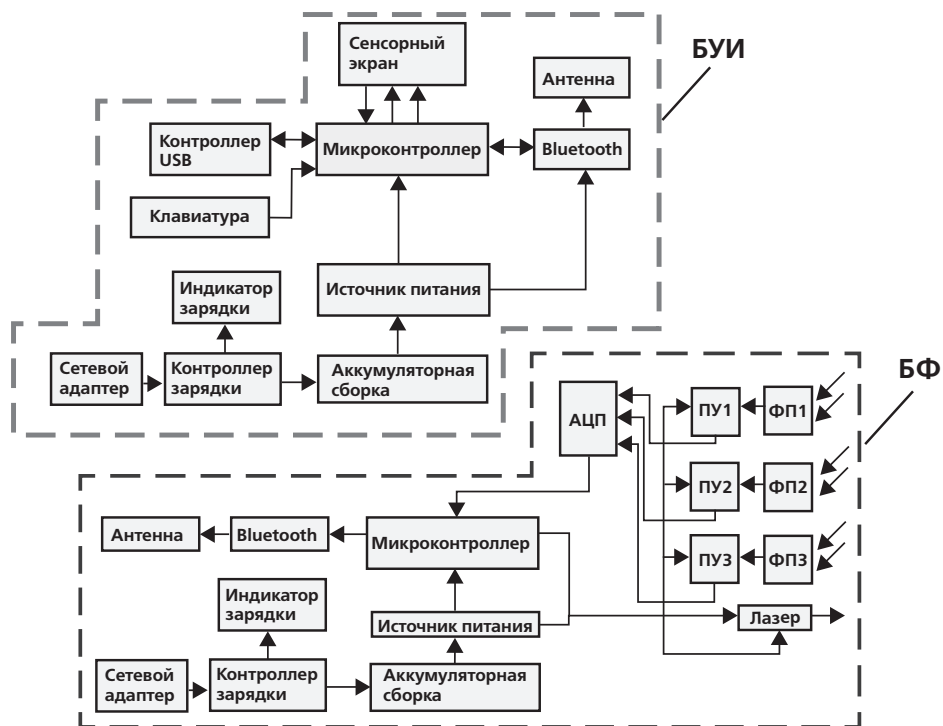 Сенсорный
экран
БУИ
Антенна
Контроллер
USB
Микроконтроллер
Bluetooth
Клавиатура
Индикатор
зарядки
Источник питания
Сетевой
адаптер
Контроллер
зарядки
Аккумуляторная
сборка
БФ
АЦП
ПУ1
ФП1
ПУ2
ФП2
Антенна
Bluetooth
Микроконтроллер
ПУ3
ФП3
Индикатор
зарядки
Источник питания
Лазер
Сетевой
адаптер
Контроллер
зарядки
Аккумуляторная
сборка